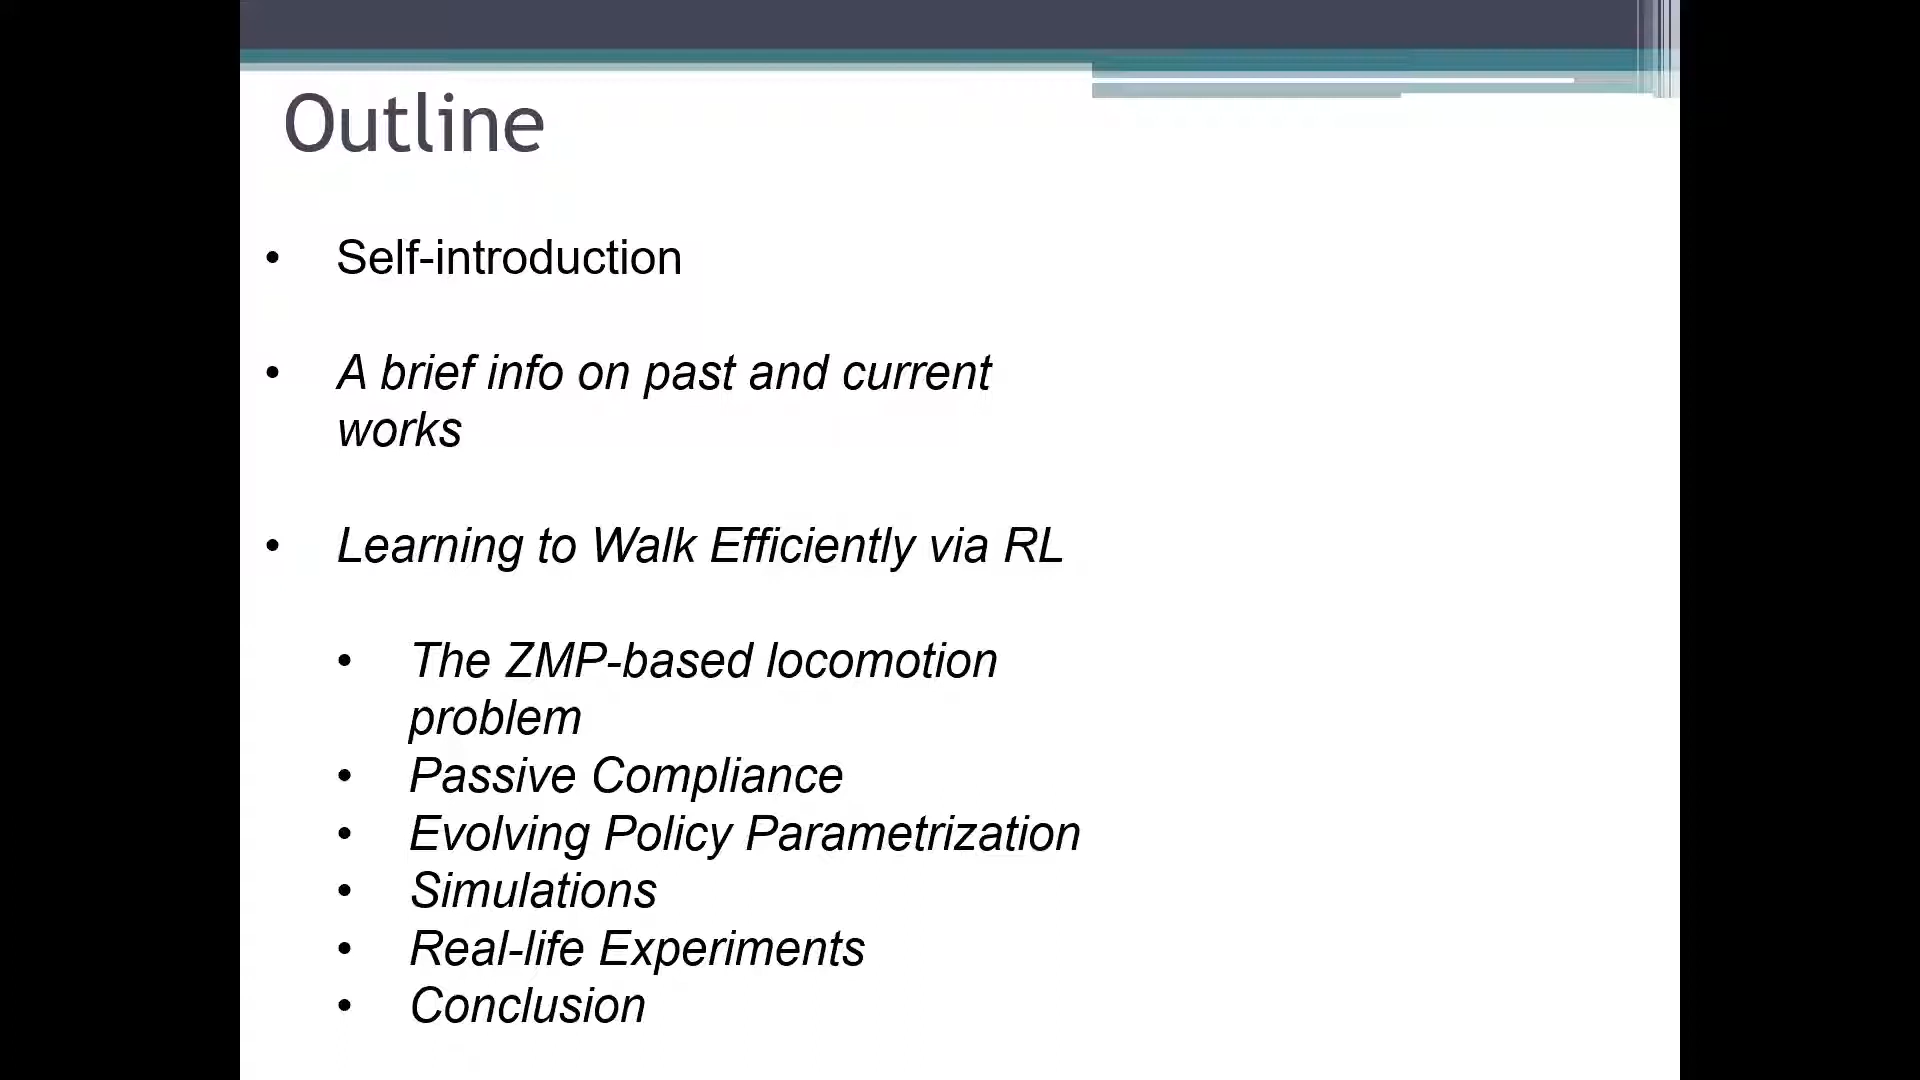 Outline
• Self-introduction
• A brief info on past and current
works
• Learning to Walk Efficiently via RL
• The ZMP-based locomotion
problem
• Passive Compliance
• Evolving Policy Parametrization
• Simulations
• Real-life Experiments
• Conclusion